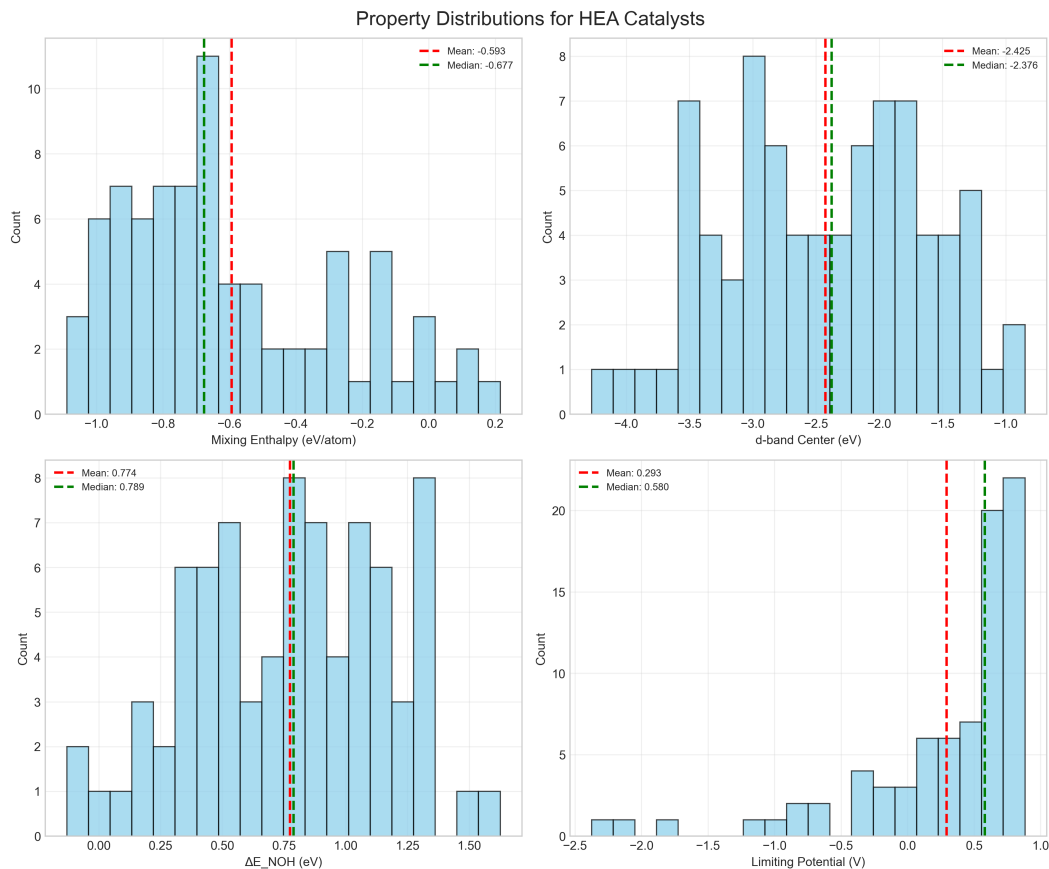 Property Distributions for HEA Catalysts
Mean: -0.593
Median: -0.677
Count
10
8
6
4
2
0
−1.0 −0.8 −0.6 −0.4 −0.2 0.0 0.2
Mixing Enthalpy (eV/atom)
Mean: -2.425
Median: -2.376
Count
8
7
6
5
4
3
2
1
0
−4.0 −3.5 −3.0 −2.5 −2.0 −1.5 −1.0
d-band Center (eV)
Mean: 0.774
Median: 0.789
Count
8
7
6
5
4
3
2
1
0
0.00 0.25 0.50 0.75 1.00 1.25 1.50
ΔE_NOH (eV)
Mean: 0.293
Median: 0.580
Count
20
15
10
5
0
−2.5 −2.0 −1.5 −1.0 −0.5 0.0 0.5 1.0
Limiting Potential (V)